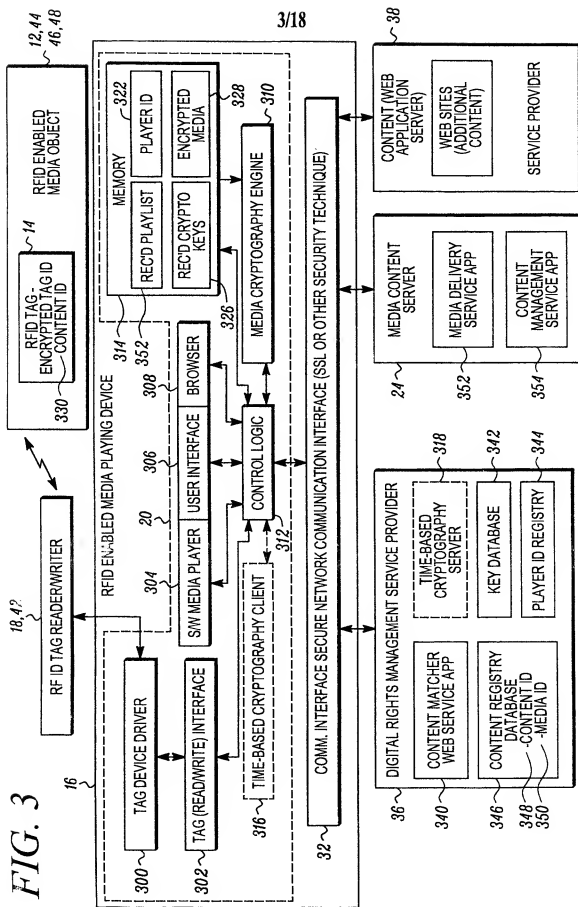 3/18
FIG. 3
18,42
RF ID TAG READER/WRITER
12,44
46,48
RFID ENABLED
MEDIA OBJECT
14
RFID TAG-
ENCRYPTED TAG ID
CONTENT ID
330
16
RFID ENABLED MEDIA PLAYING DEVICE
TAG DEVICE DRIVER
300
TAG (READ/WRITE) INTERFACE
302
304
20
306
308
S/W MEDIA PLAYER
USER INTERFACE
BROWSER
314
MEMORY
REC'D PLAYLIST
352
PLAYER ID
322
REC'D CRYPTO
KEYS
326
ENCRYPTED
MEDIA
328
TIME-BASED CRYPTOGRAPHY CLIENT
316
CONTROL LOGIC
312
MEDIA CRYPTOGRAPHY ENGINE
310
COMM. INTERFACE SECURE NETWORK COMMUNICATION INTERFACE (SSL OR OTHER SECURITY TECHNIQUE)
32
DIGITAL RIGHTS MANAGEMENT SERVICE PROVIDER
36
CONTENT MATCHER
WEB SERVICE APP
340
CONTENT REGISTRY
DATABASE
-CONTENT ID
-MEDIA ID
346
348
350
TIME-BASED
CRYPTOGRAPHY
SERVER
318
KEY DATABASE
342
PLAYER ID REGISTRY
344
MEDIA CONTENT
SERVER
24
MEDIA DELIVERY
SERVICE APP
352
CONTENT
MANAGEMENT
SERVICE APP
354
CONTENT (WEB
APPLICATION
SERVER)
38
WEB SITES
(ADDITIONAL
CONTENT)
SERVICE PROVIDER